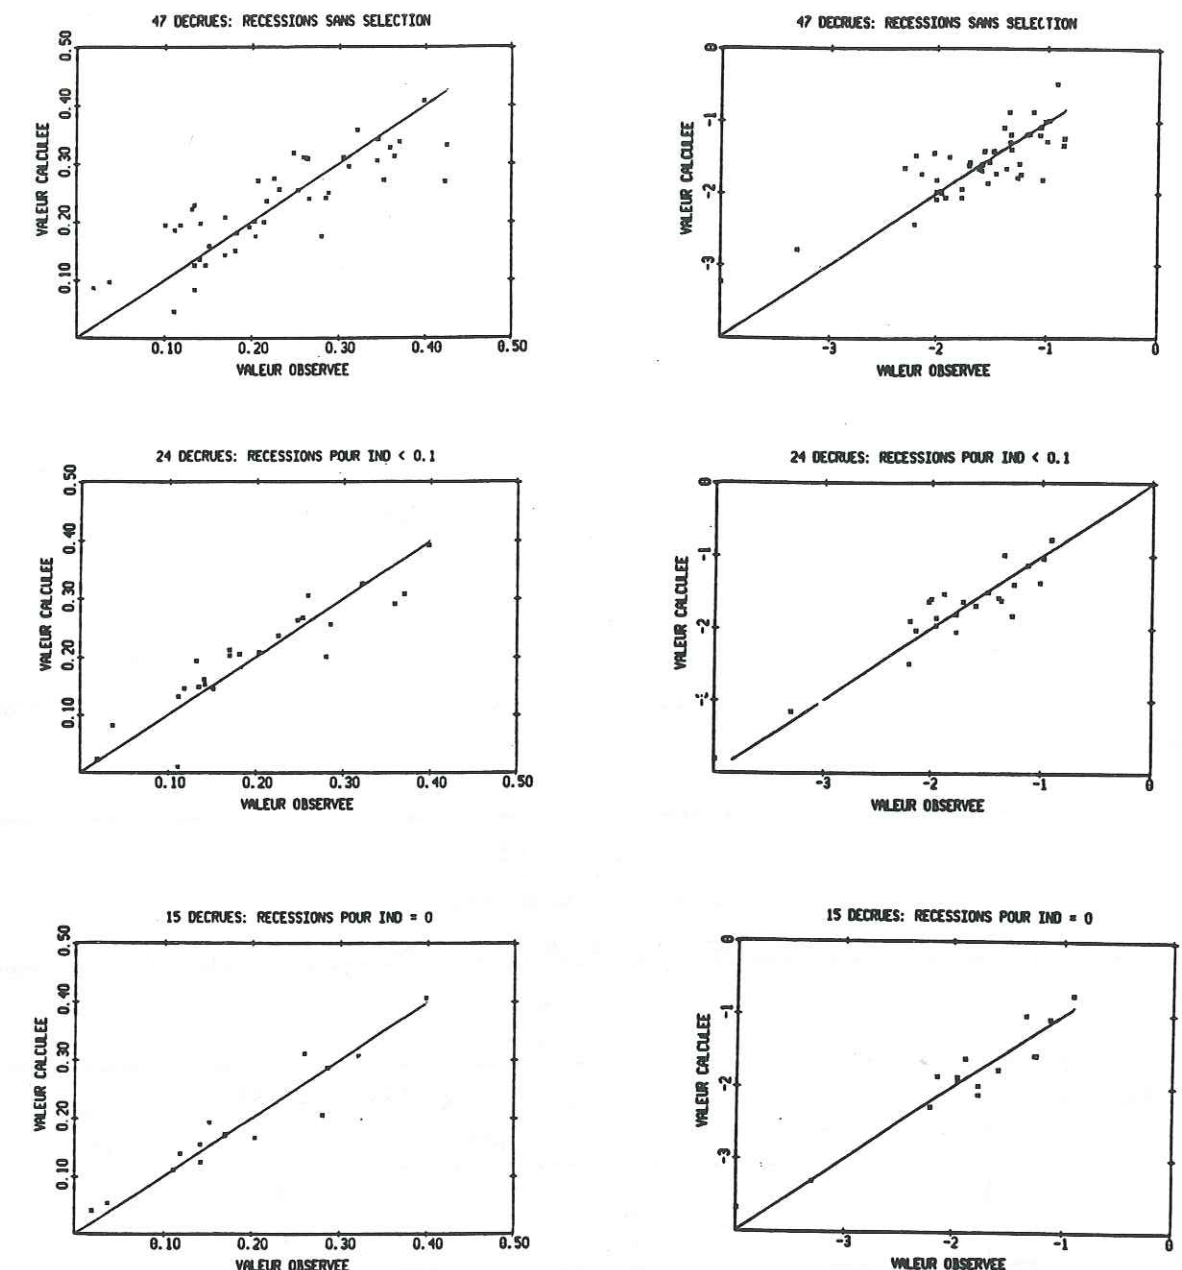 47 DECRUES: RECESSIONS SANS SELECTION
VALEUR CALCULEE
0.50
0.40
0.30
0.20
0.10
0.10 0.20 0.30 0.40 0.50
VALEUR OBSERVEE
47 DECRUES: RECESSIONS SANS SELECTION
VALEUR CALCULEE
0
-1
-2
-3
-3 -2 -1 0
VALEUR OBSERVEE
24 DECRUES: RECESSIONS POUR IND < 0.1
VALEUR CALCULEE
0.50
0.40
0.30
0.20
0.10
0.10 0.20 0.30 0.40 0.50
VALEUR OBSERVEE
24 DECRUES: RECESSIONS POUR IND < 0.1
VALEUR CALCULEE
0
-1
-2
-3 -2 -1 0
VALEUR OBSERVEE
15 DECRUES: RECESSIONS POUR IND = 0
VALEUR CALCULEE
0.50
0.40
0.30
0.20
0.10
0.10 0.20 0.30 0.40 0.50
VALEUR OBSERVEE
15 DECRUES: RECESSIONS POUR IND = 0
VALEUR CALCULEE
0
-1
-2
-3
-3 -2 -1 0
VALEUR OBSERVEE